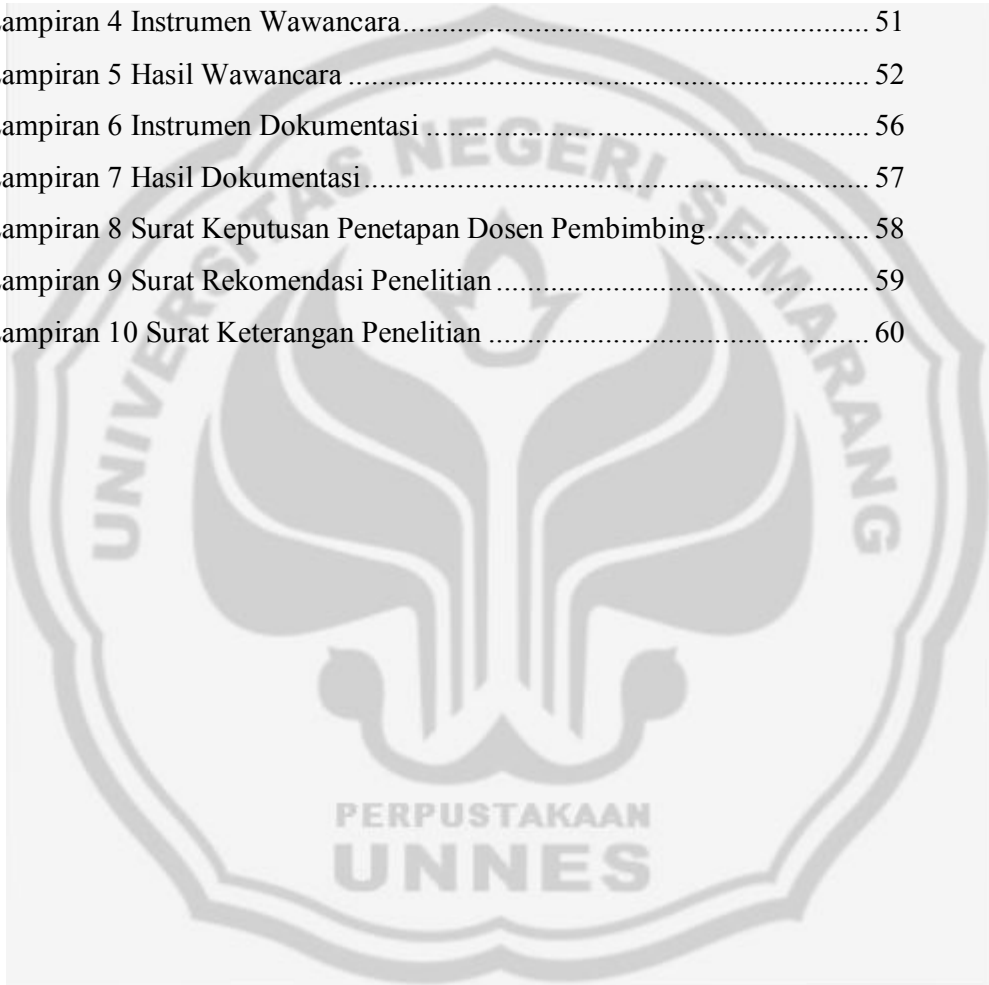 ampiran 4 Instrumen Wawancara........................................................................ 51
ampiran 5 Hasil Wawancara ................................................................................ 52
ampiran 6 Instrumen Dokumentasi .................................................................... 56
ampiran 7 Hasil Dokumentasi.............................................................................. 57
ampiran 8 Surat Keputusan Penetapan Dosen Pembimbing......................... 58
ampiran 9 Surat Rekomendasi Penelitian .......................................................... 59
ampiran 10 Surat Keterangan Penelitian ........................................................... 60
UNIVERSITAS NEGERI SEMARANG
PERPUSTAKAAN
UNNES